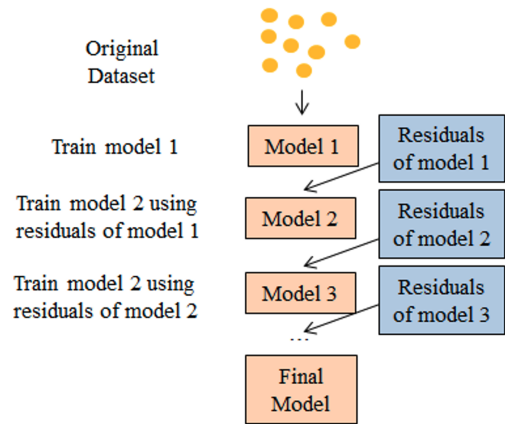 Original
Dataset
Train model 1
Model 1
Residuals
of model 1
Train model 2 using
residuals of model 1
Model 2
Residuals
of model 2
Train model 2 using
residuals of model 2
Model 3
Residuals
of model 3
...
Final
Model